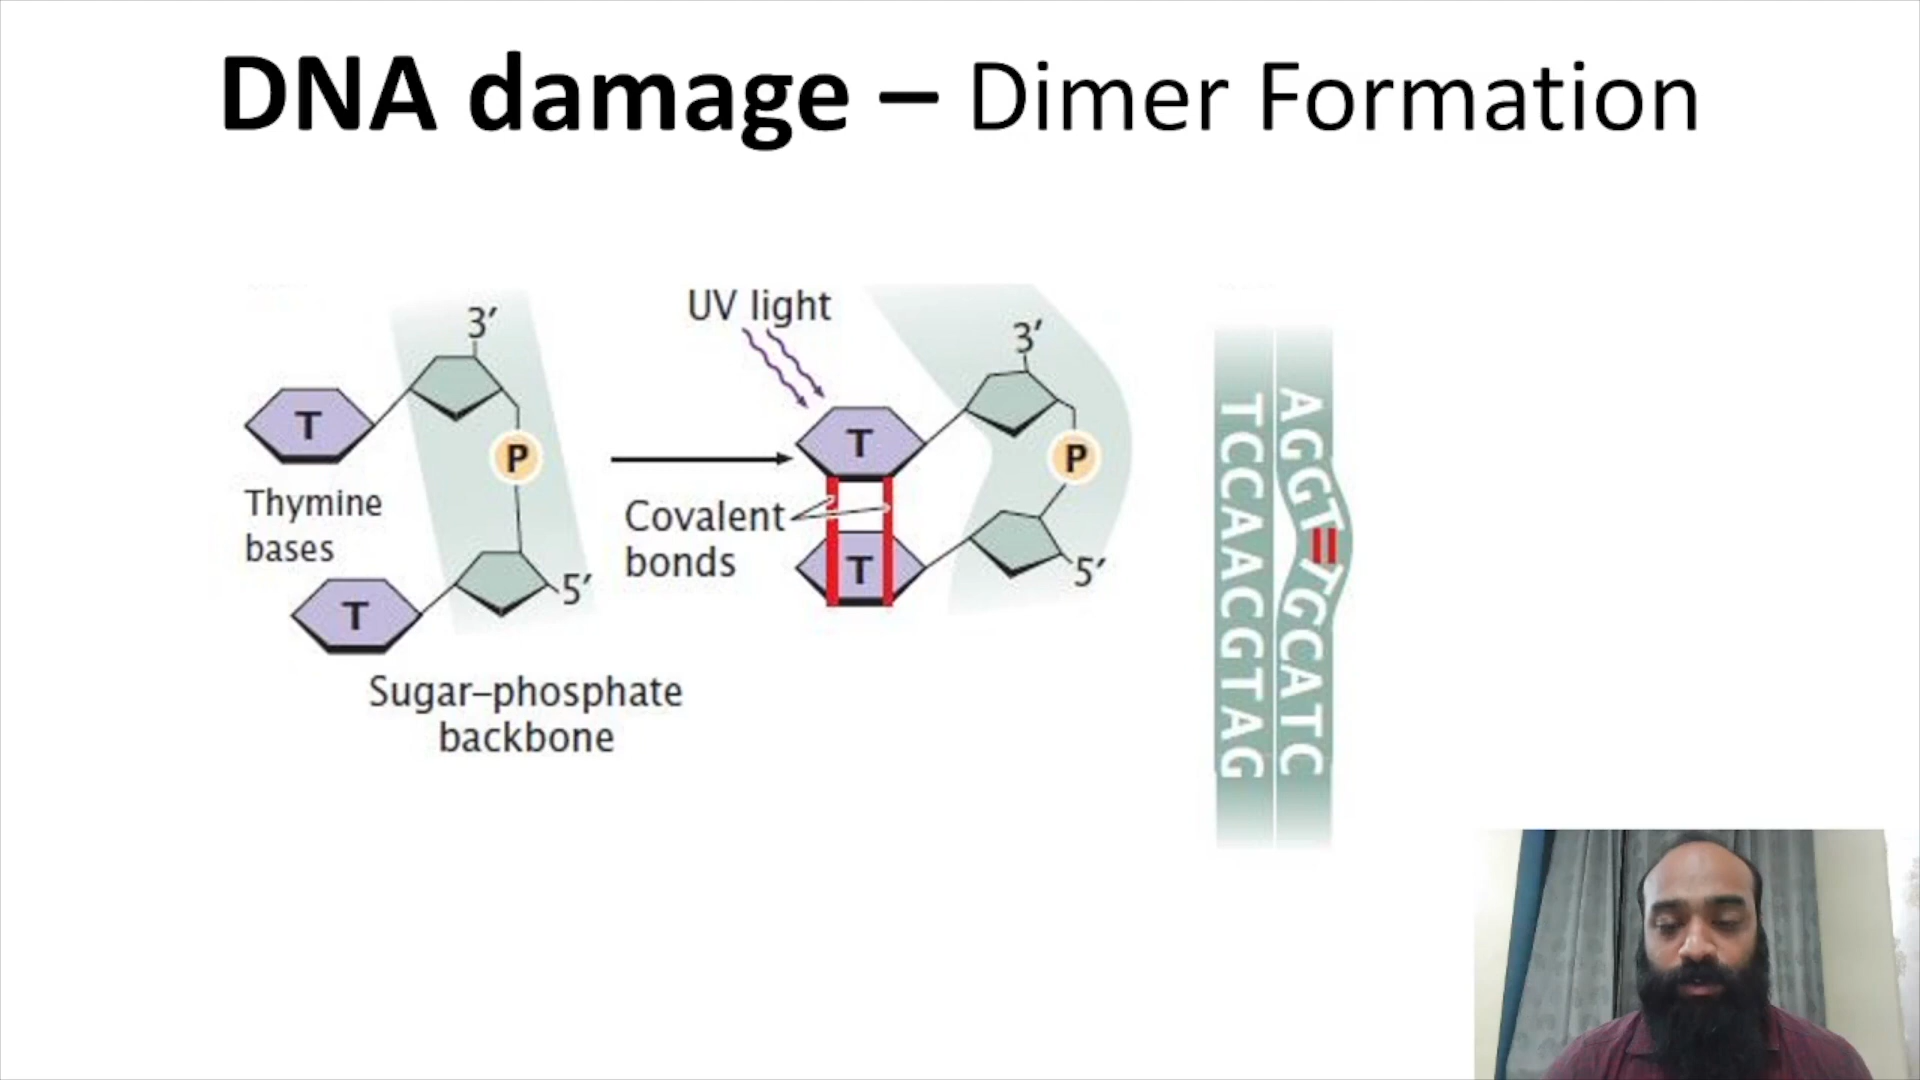 DNA damage – Dimer Formation
3′
T
P
Thymine
bases
T
5′
Sugar–phosphate
backbone
UV light
3′
T
P
Covalent
bonds
T
5′
TCCAACGTAG
AGGTTGCATC